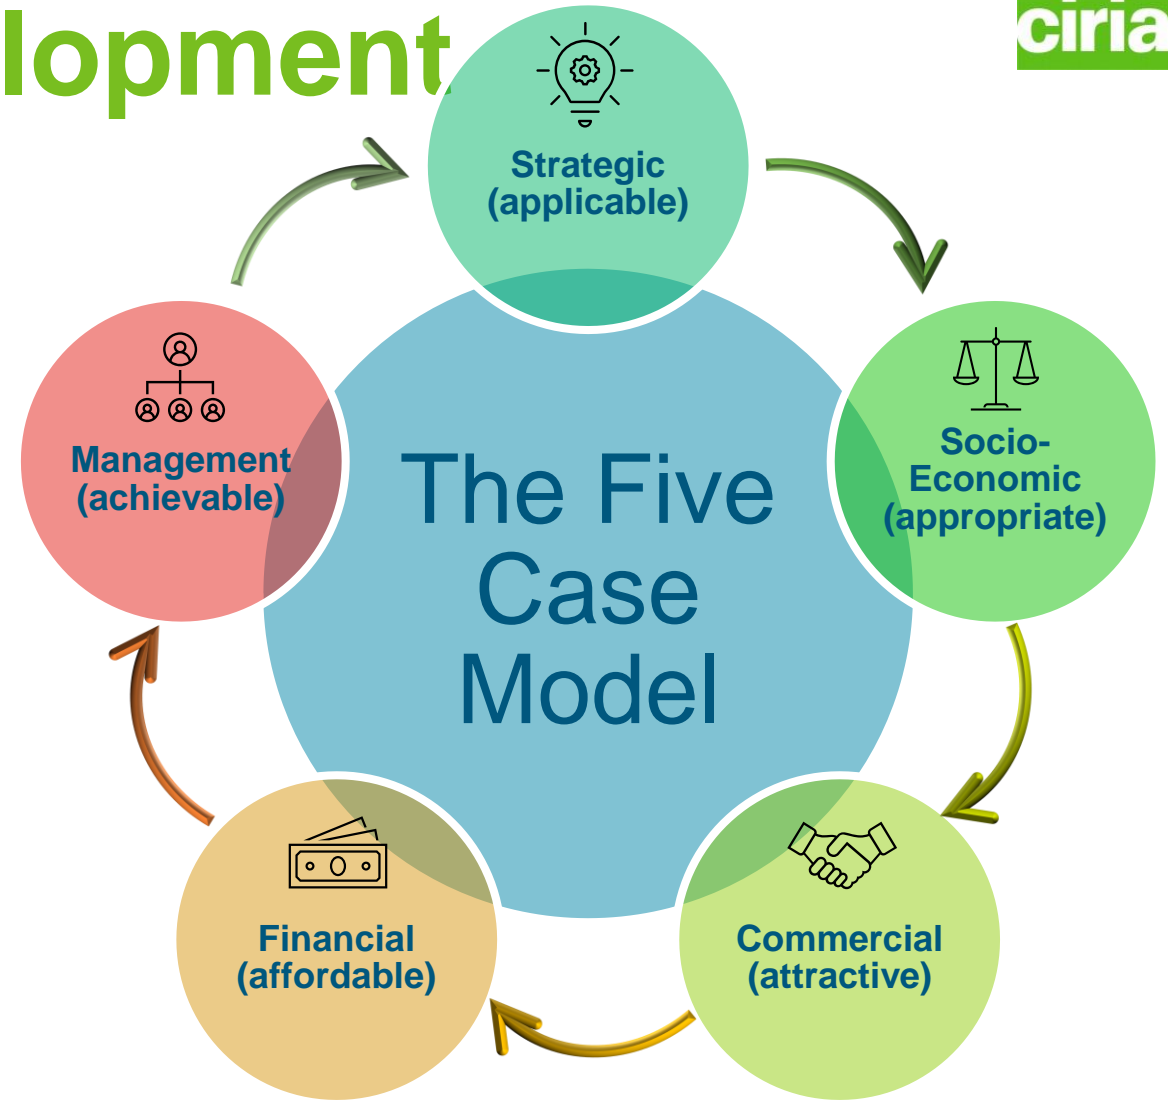 lopment
ciria
Strategic
(applicable)
Socio-
Economic
(appropriate)
Commercial
(attractive)
Financial
(affordable)
Management
(achievable)
The Five
Case
Model